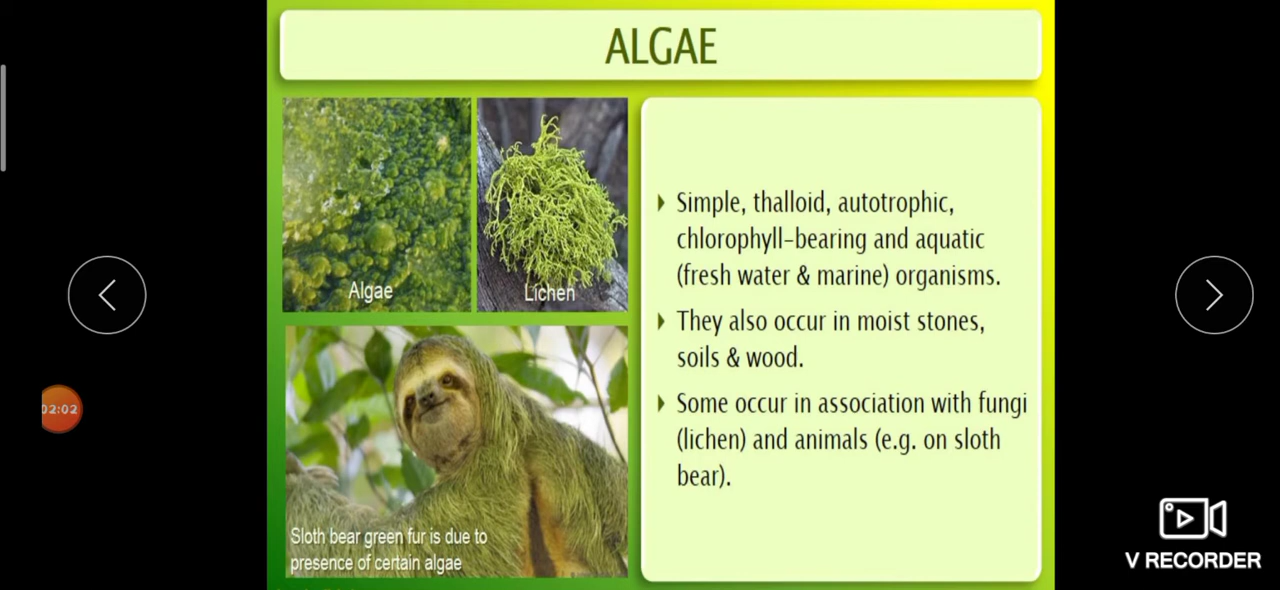 ALGAE
Algae
Lichen
Simple, thalloid, autotrophic,
chlorophyll-bearing and aquatic
(fresh water & marine) organisms.
They also occur in moist stones,
soils & wood.
Some occur in association with fungi
(lichen) and animals (e.g. on sloth
bear).
Sloth bear green fur is due to
presence of certain algae
02:02
V RECORDER